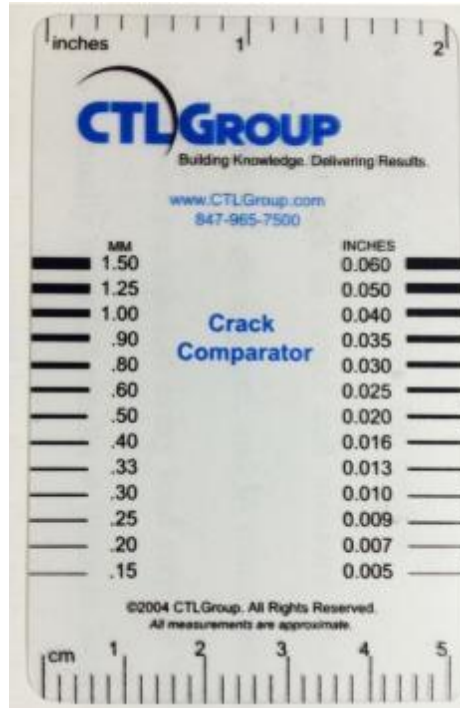 inches 1 2
CTLGROUP
Building Knowledge. Delivering Results.
www.CTLGroup.com
847-965-7500
MM INCHES
1.50 0.060
1.25 0.050
1.00 0.040
.90 0.035
.80 0.030
.60 0.025
.50 0.020
.40 0.016
.33 0.013
.30 0.010
.25 0.009
.20 0.007
.15 0.005
Crack
Comparator
©2004 CTLGroup. All Rights Reserved.
All measurements are approximate.
cm 1 2 3 4 5